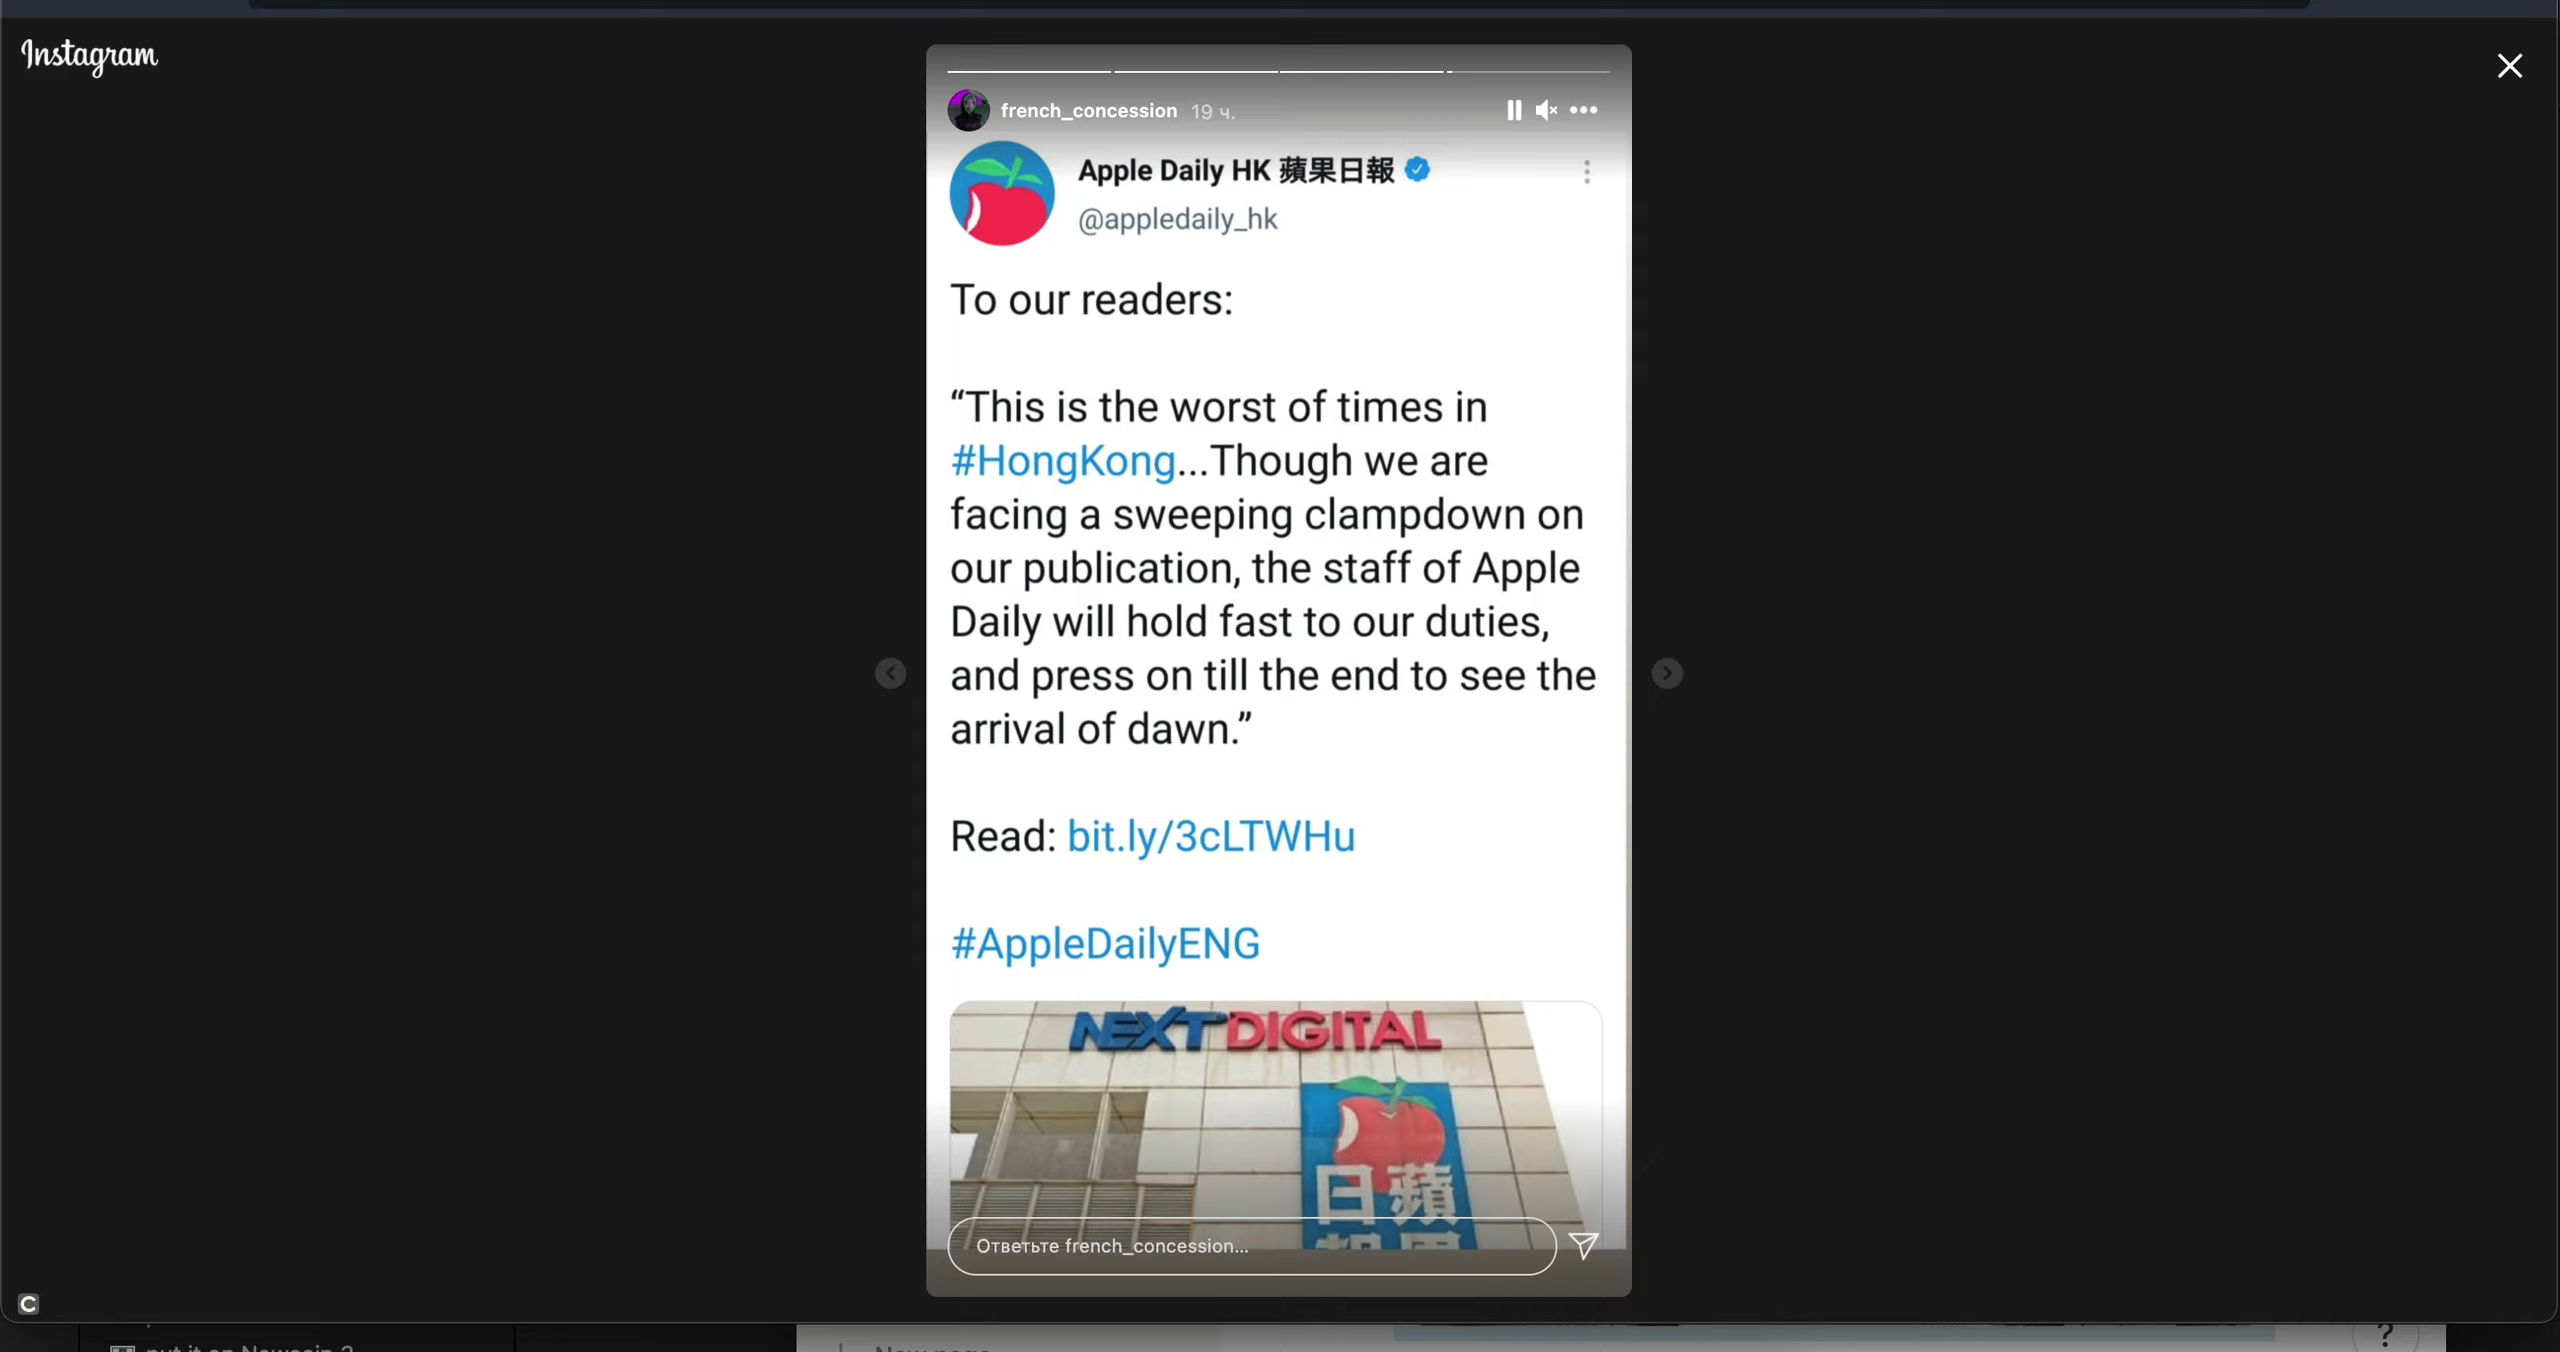 Instagram
french_concession 19 ч.
Apple Daily HK 蘋果日報
@appledaily_hk
To our readers:
“This is the worst of times in
#HongKong...Though we are
facing a sweeping clampdown on
our publication, the staff of Apple
Daily will hold fast to our duties,
and press on till the end to see the
arrival of dawn.”
Read: bit.ly/3cLTWHu
#AppleDailyENG
NEXT DIGITAL
日蘋
Ответьте french_concession...
C
?